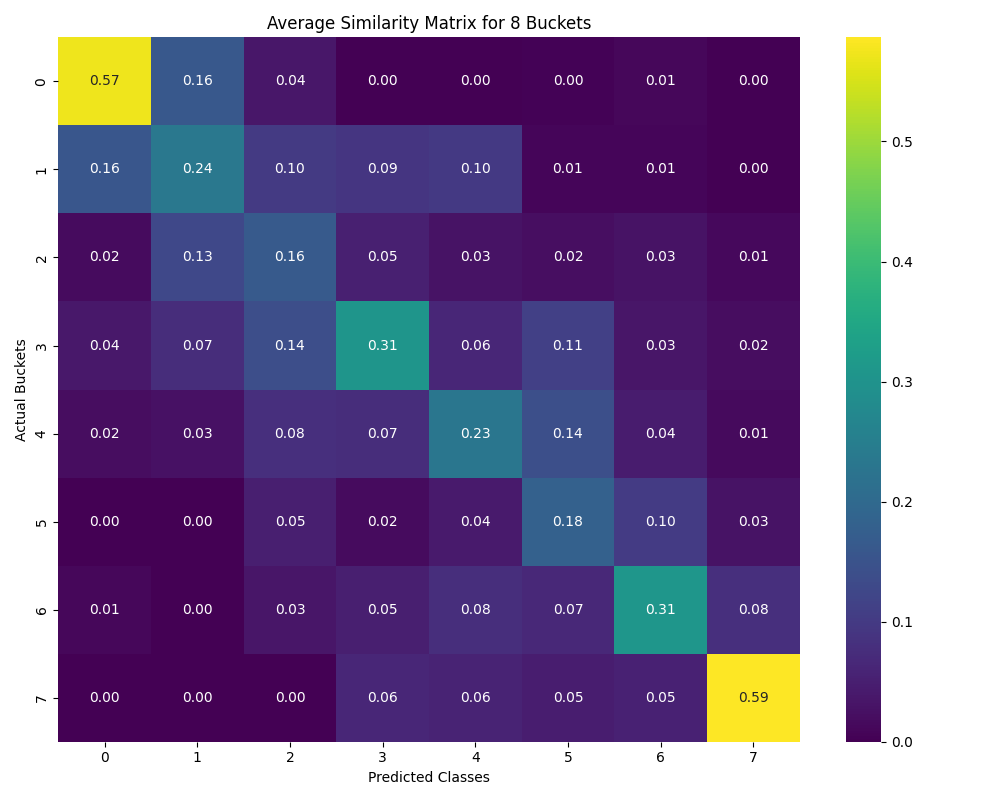 Average Similarity Matrix for 8 Buckets
0 0.57 0.16 0.04 0.00 0.00 0.00 0.01 0.00
1 0.16 0.24 0.10 0.09 0.10 0.01 0.01 0.00
2 0.02 0.13 0.16 0.05 0.03 0.02 0.03 0.01
3 0.04 0.07 0.14 0.31 0.06 0.11 0.03 0.02
4 0.02 0.03 0.08 0.07 0.23 0.14 0.04 0.01
5 0.00 0.00 0.05 0.02 0.04 0.18 0.10 0.03
6 0.01 0.00 0.03 0.05 0.08 0.07 0.31 0.08
7 0.00 0.00 0.00 0.06 0.06 0.05 0.05 0.59
0 1 2 3 4 5 6 7
Predicted Classes
Actual Buckets
0.5
0.4
0.3
0.2
0.1
0.0